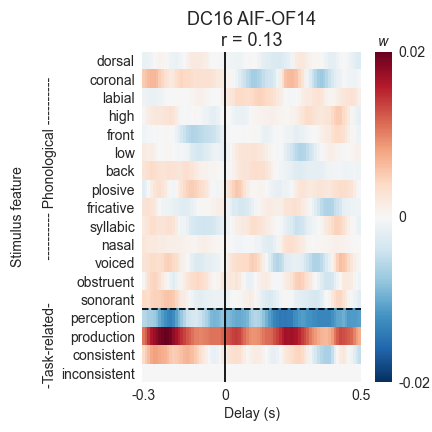 DC16 AIF-OF14
r = 0.13
w
dorsal
coronal
labial
high
front
low
back
plosive
fricative
syllabic
nasal
voiced
obstruent
sonorant
perception
production
consistent
inconsistent
Stimulus feature
-Task-related- ---------- Phonological ----------
0.02
0
-0.02
-0.3
0
0.5
Delay (s)